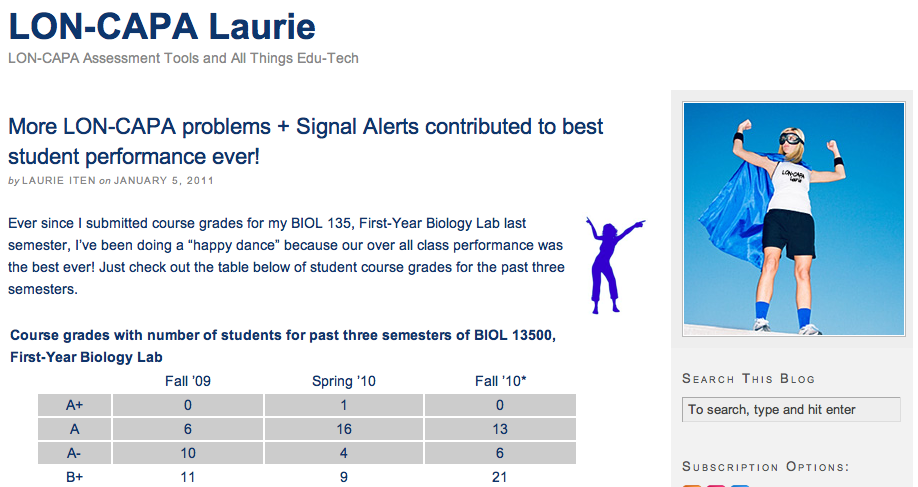 LON-CAPA Laurie
LON-CAPA Assessment Tools and All Things Edu-Tech
More LON-CAPA problems + Signal Alerts contributed to best
student performance ever!
by LAURIE ITEN on JANUARY 5, 2011
Ever since I submitted course grades for my BIOL 135, First-Year Biology Lab last
semester, I've been doing a “happy dance” because our over all class performance was
the best ever! Just check out the table below of student course grades for the past three
semesters.
Course grades with number of students for past three semesters of BIOL 13500,
First-Year Biology Lab
Fall '09 Spring '10 Fall '10*
A+ 0 1 0
A 6 16 13
A- 10 4 6
B+ 11 9 21
LON-CAPA
Laurie
SEARCH THIS BLOG
To search, type and hit enter
SUBSCRIPTION OPTIONS: